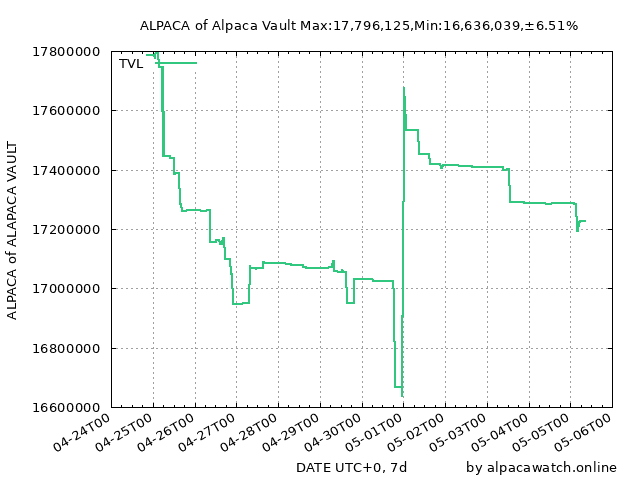 ALPACA of Alpaca Vault Max:17,796,125,Min:16,636,039,±6.51%
17800000
TVL
17600000
17400000
17200000
17000000
16800000
16600000
ALPACA of ALAPACA VAULT
04-24T00
04-25T00
04-26T00
04-27T00
04-28T00
04-29T00
04-30T00
05-01T00
05-02T00
05-03T00
05-04T00
05-05T00
05-06T00
DATE UTC+0, 7d
by alpacawatch.online